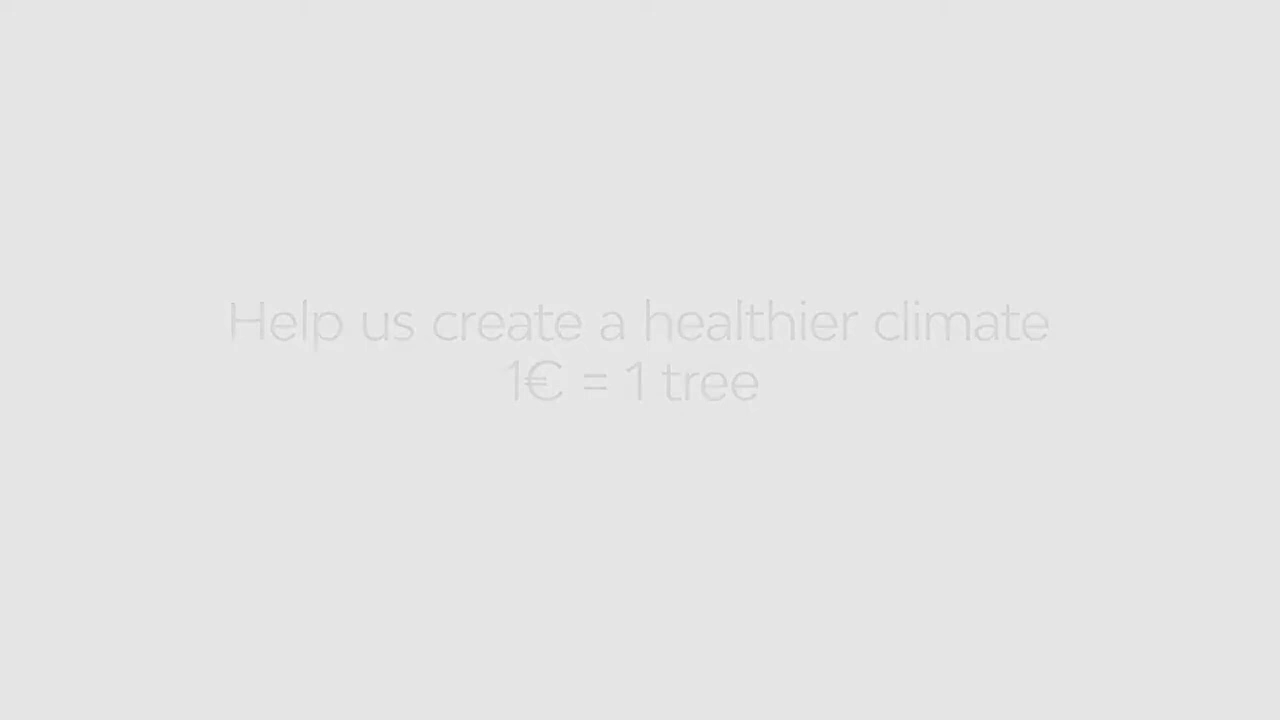 Help us create a healthier climate
1€ = 1 tree